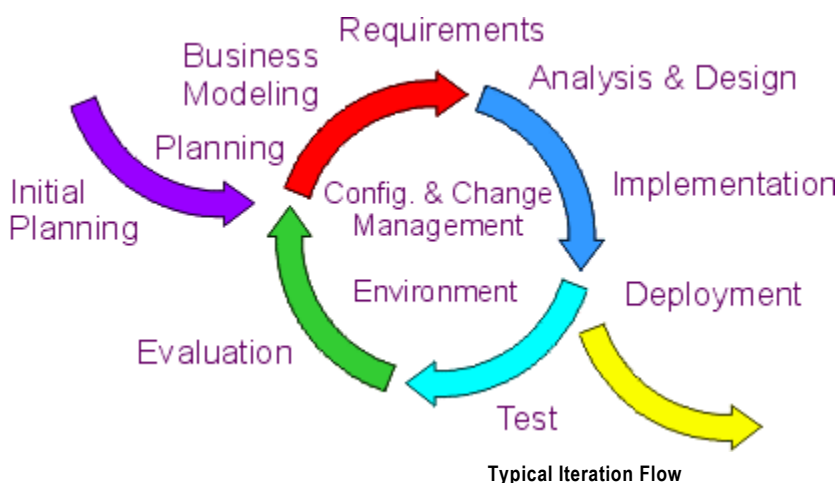 Requirements
Business
Modeling
Analysis & Design
Planning
Initial
Planning
Config. & Change
Management
Implementation
Environment
Deployment
Evaluation
Test
Typical Iteration Flow